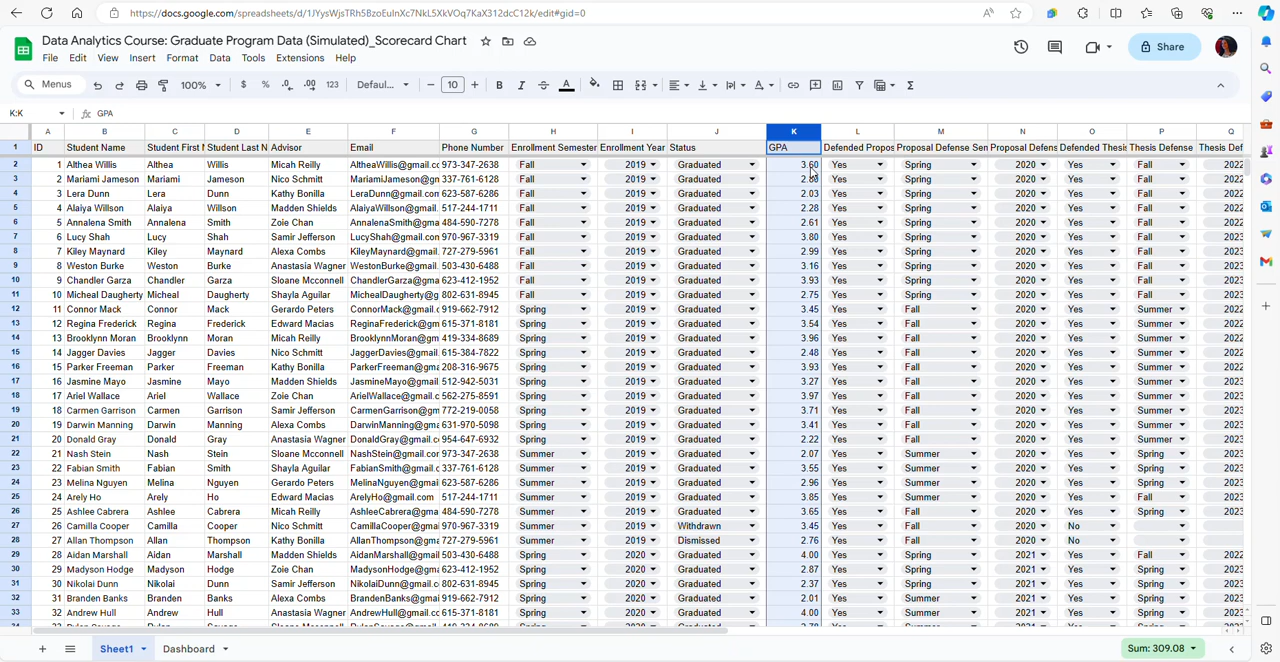 https://docs.google.com/spreadsheets/d/1JYysWjsTRh5BzoEuInXc7NkL5XkVOq7KaX312dcC12k/edit#gid=0
Data Analytics Course: Graduate Program Data (Simulated)_Scorecard Chart
File Edit View Insert Format Data Tools Extensions Help
Share
Menus 100% $ % .0 .00 123 Defaul... 10 B I A Σ
K:K fx GPA
A B C D E F G H I J K L M N O P Q
1 ID Student Name Student First Student Last N Advisor Email Phone Number Enrollment Semester Enrollment Year Status GPA Defended Propos Proposal Defense Sem Proposal Defens Defended Thesis Thesis Defense Thesis Def
2 1 Althea Willis Althea Willis Micah Reilly AltheaWillis@gmail.cc 973-347-2638 Fall 2019 Graduated 3.60 Yes Spring 2020 Yes Fall 2022
3 2 Mariami Jameson Mariami Jameson Nico Schmitt MariamiJameson@gm 337-761-6128 Fall 2019 Graduated Yes Spring 2020 Yes Fall 2022
4 3 Lera Dunn Lera Dunn Kathy Bonilla LeraDunn@gmail.com 623-587-6286 Fall 2019 Graduated 2.03 Yes Spring 2020 Yes Fall 2022
5 4 Alaiya Willson Alaiya Willson Madden Shields AlaiyaWillson@gmail. 517-244-1711 Fall 2019 Graduated 2.28 Yes Spring 2020 Yes Fall 2022
6 5 Annalena Smith Annalena Smith Zoie Chan AnnalenaSmith@gma 484-590-7278 Fall 2019 Graduated 2.61 Yes Spring 2020 Yes Fall 2022
7 6 Lucy Shah Lucy Shah Samir Jefferson LucyShah@gmail.com 970-967-3319 Fall 2019 Graduated 3.80 Yes Spring 2020 Yes Fall 2023
8 7 Kiley Maynard Kiley Maynard Alexa Combs KileyMaynard@gmail. 727-279-5961 Fall 2019 Graduated 2.99 Yes Spring 2020 Yes Fall 2023
9 8 Weston Burke Weston Burke Anastasia Wagner WestonBurke@gmail. 503-430-6488 Fall 2019 Graduated 3.16 Yes Spring 2020 Yes Fall 2023
10 9 Chandler Garza Chandler Garza Sloane Mcconnell ChandlerGarza@gmai 623-412-1952 Fall 2019 Graduated 3.93 Yes Spring 2020 Yes Fall 2023
11 10 Micheal Daugherty Micheal Daugherty Shayla Aguilar MichealDaugherty@g 802-631-8945 Fall 2019 Graduated 2.75 Yes Spring 2020 Yes Fall 2023
12 11 Connor Mack Connor Mack Gerardo Peters ConnorMack@gmail.c 919-662-7912 Spring 2019 Graduated 3.45 Yes Fall 2020 Yes Summer 2022
13 12 Regina Frederick Regina Frederick Edward Macias ReginaFrederick@gm 615-371-8181 Spring 2019 Graduated 3.54 Yes Fall 2020 Yes Summer 2022
14 13 Brooklynn Moran Brooklynn Moran Micah Reilly BrooklynnMoran@gm 419-334-8689 Spring 2019 Graduated 3.96 Yes Fall 2020 Yes Summer 2022
15 14 Jagger Davies Jagger Davies Nico Schmitt JaggerDavies@gmail. 615-384-7822 Spring 2019 Graduated 2.48 Yes Fall 2020 Yes Summer 2022
16 15 Parker Freeman Parker Freeman Kathy Bonilla ParkerFreeman@gma 208-316-9675 Spring 2019 Graduated 3.93 Yes Fall 2020 Yes Summer 2022
17 16 Jasmine Mayo Jasmine Mayo Madden Shields JasmineMayo@gmail. 512-942-5031 Spring 2019 Graduated 3.27 Yes Fall 2020 Yes Summer 2023
18 17 Ariel Wallace Ariel Wallace Zoie Chan ArielWallace@gmail.c 562-275-8591 Spring 2019 Graduated 3.97 Yes Fall 2020 Yes Summer 2023
19 18 Carmen Garrison Carmen Garrison Samir Jefferson CarmenGarrison@gm 772-219-0058 Spring 2019 Graduated 3.71 Yes Fall 2020 Yes Summer 2023
20 19 Darwin Manning Darwin Manning Alexa Combs DarwinManning@gma 631-970-5098 Spring 2019 Graduated 3.41 Yes Fall 2020 Yes Summer 2023
21 20 Donald Gray Donald Gray Anastasia Wagner DonaldGray@gmail.cc 954-647-6932 Spring 2019 Graduated 2.22 Yes Fall 2020 Yes Summer 2023
22 21 Nash Stein Nash Stein Sloane Mcconnell NashStein@gmail.com 973-347-2638 Summer 2019 Graduated 2.07 Yes Summer 2020 Yes Spring 2023
23 22 Fabian Smith Fabian Smith Shayla Aguilar FabianSmith@gmail.c 337-761-6128 Summer 2019 Graduated 3.55 Yes Summer 2020 Yes Spring 2023
24 23 Melina Nguyen Melina Nguyen Gerardo Peters MelinaNguyen@gmail 623-587-6286 Summer 2019 Graduated 2.96 Yes Summer 2020 Yes Spring 2023
25 24 Arely Ho Arely Ho Edward Macias ArelyHo@gmail.com 517-244-1711 Summer 2019 Graduated 3.85 Yes Summer 2020 Yes Fall 2023
26 25 Ashlee Cabrera Ashlee Cabrera Micah Reilly AshleeCabrera@gmai 484-590-7278 Summer 2019 Graduated 3.65 Yes Fall 2020 Yes Spring 2023
27 26 Camilla Cooper Camilla Cooper Nico Schmitt CamillaCooper@gmai 970-967-3319 Summer 2019 Withdrawn 3.45 Yes Fall 2020 No
28 27 Allan Thompson Allan Thompson Kathy Bonilla AllanThompson@gma 727-279-5961 Summer 2019 Dismissed 2.76 Yes Fall 2020 No
29 28 Aidan Marshall Aidan Marshall Madden Shields AidanMarshall@gmail 503-430-6488 Spring 2020 Graduated 4.00 Yes Spring 2021 Yes Fall 2022
30 29 Madyson Hodge Madyson Hodge Zoie Chan MadysonHodge@gma 623-412-1952 Spring 2020 Graduated 2.87 Yes Spring 2021 Yes Spring 2023
31 30 Nikolai Dunn Nikolai Dunn Samir Jefferson NikolaiDunn@gmail.cc 802-631-8945 Spring 2020 Graduated 2.37 Yes Spring 2021 Yes Spring 2023
32 31 Branden Banks Branden Banks Alexa Combs BrandenBanks@gmail 919-662-7912 Spring 2020 Graduated 2.01 Yes Summer 2021 Yes Spring 2023
33 32 Andrew Hull Andrew Hull Anastasia Wagner AndrewHull@gmail.co 615-371-8181 Spring 2020 Graduated 4.00 Yes Summer 2021 Yes Spring 2023
Sheet1 Dashboard Sum: 309.08